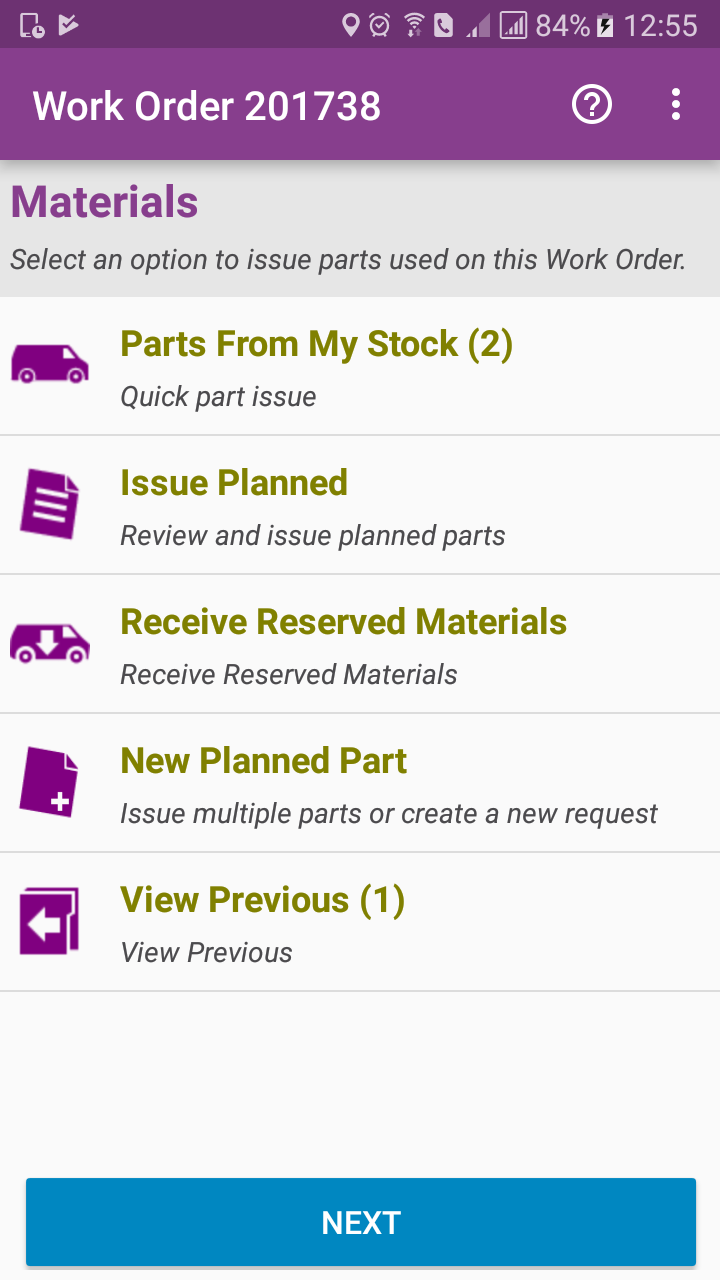 84% 12:55
Work Order 201738
Materials
Select an option to issue parts used on this Work Order.
Parts From My Stock (2)
Quick part issue
Issue Planned
Review and issue planned parts
Receive Reserved Materials
Receive Reserved Materials
New Planned Part
Issue multiple parts or create a new request
View Previous (1)
View Previous
NEXT